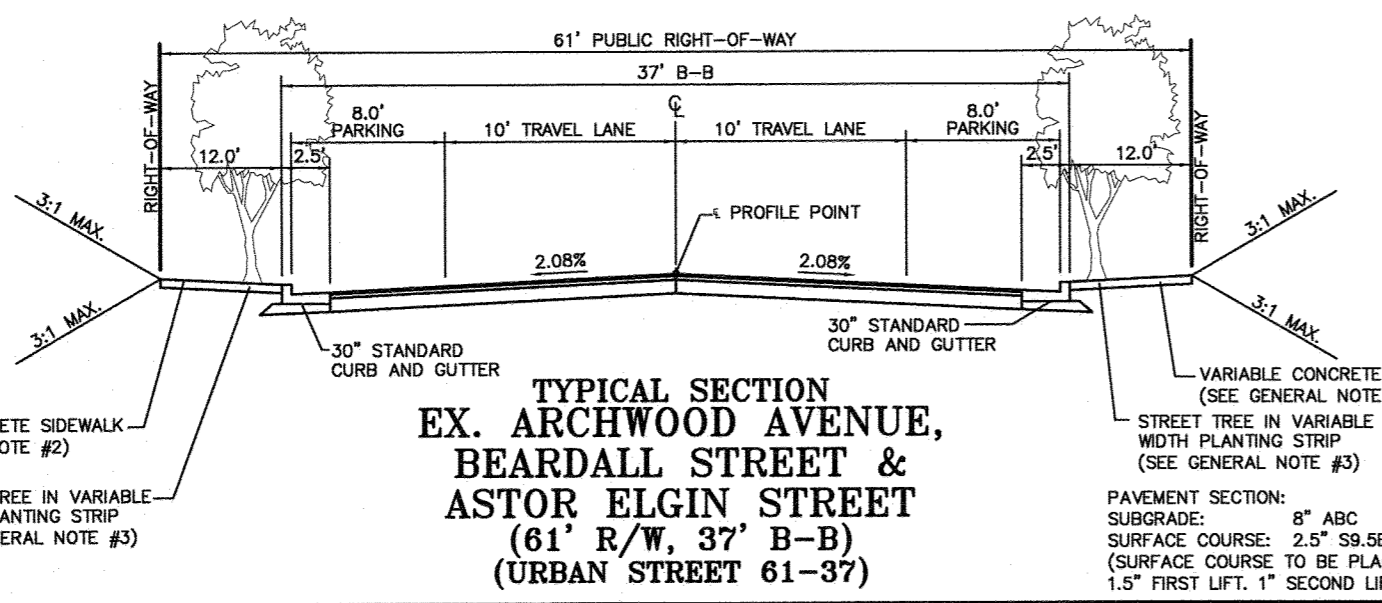 61' PUBLIC RIGHT-OF-WAY
37' B-B
RIGHT-OF-WAY
8.0'
PARKING
10' TRAVEL LANE
℄
10' TRAVEL LANE
8.0'
PARKING
RIGHT-OF-WAY
12.0'
2.5'
2.5'
12.0'
3:1 MAX.
3:1 MAX.
℄ PROFILE POINT
2.08%
2.08%
3:1 MAX.
3:1 MAX.
30" STANDARD
CURB AND GUTTER
30" STANDARD
CURB AND GUTTER
ETE SIDEWALK
OTE #2)
REE IN VARIABLE
ANTING STRIP
ERAL NOTE #3)
VARIABLE CONCRETE
(SEE GENERAL NOTE
STREET TREE IN VARIABLE
WIDTH PLANTING STRIP
(SEE GENERAL NOTE #3)
TYPICAL SECTION
EX. ARCHWOOD AVENUE,
BEARDALL STREET &
ASTOR ELGIN STREET
(61' R/W, 37' B-B)
(URBAN STREET 61-37)
PAVEMENT SECTION:
SUBGRADE: 8" ABC
SURFACE COURSE: 2.5" S9.5B
(SURFACE COURSE TO BE PLA
1.5" FIRST LIFT. 1" SECOND LI